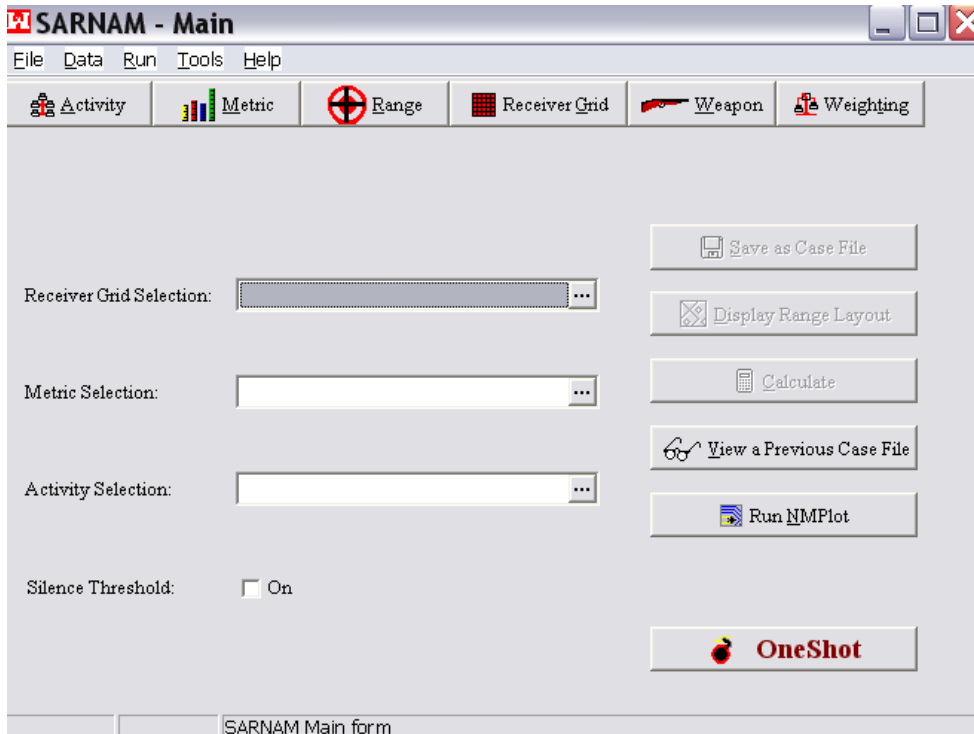 SARNAM - Main
File Data Run Tools Help
Activity Metric Range Receiver Grid Weapon Weighting
Save as Case File
Receiver Grid Selection: ...
Display Range Layout
Calculate
Metric Selection: ...
View a Previous Case File
Activity Selection: ...
Run NMPlot
Silence Threshold: On
OneShot
SARNAM Main form